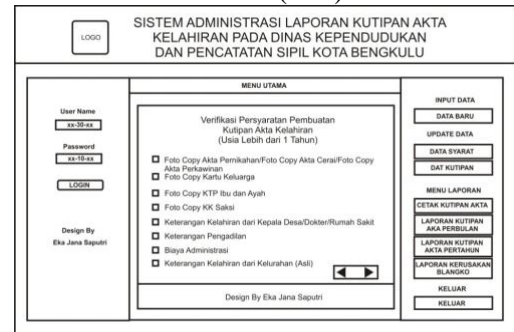 LOGO
SISTEM ADMINISTRASI LAPORAN KUTIPAN AKTA
KELAHIRAN PADA DINAS KEPENDUDUKAN
DAN PENCATATAN SIPIL KOTA BENGKULU
User Name
xx-30-xx
Password
xx-10-xx
LOGIN
Design By
Eka Jana Saputri
MENU UTAMA
Verifikasi Persyaratan Pembuatan
Kutipan Akta Kelahiran
(Usia Lebih dari 1 Tahun)
Foto Copy Akta Pernikahan/Foto Copy Akta Cerai/Foto Copy
Akta Perkawinan
Foto Copy Kartu Keluarga
Foto Copy KTP Ibu dan Ayah
Foto Copy KK Saksi
Keterangan Kelahiran dari Kepala Desa/Dokter/Rumah Sakit
Keterangan Pengadilan
Biaya Administrasi
Keterangan Kelahiran dari Kelurahan (Asli)
Design By Eka Jana Saputri
INPUT DATA
DATA BARU
UPDATE DATA
DATA SYARAT
DAT KUTIPAN
MENU LAPORAN
CETAK KUTIPAN AKTA
LAPORAN KUTIPAN
AKA PERBULAN
LAPORAN KUTIPAN
AKTA PERTAHUN
LAPORAN KERUSAKAN
BLANGKO
KELUAR
KELUAR